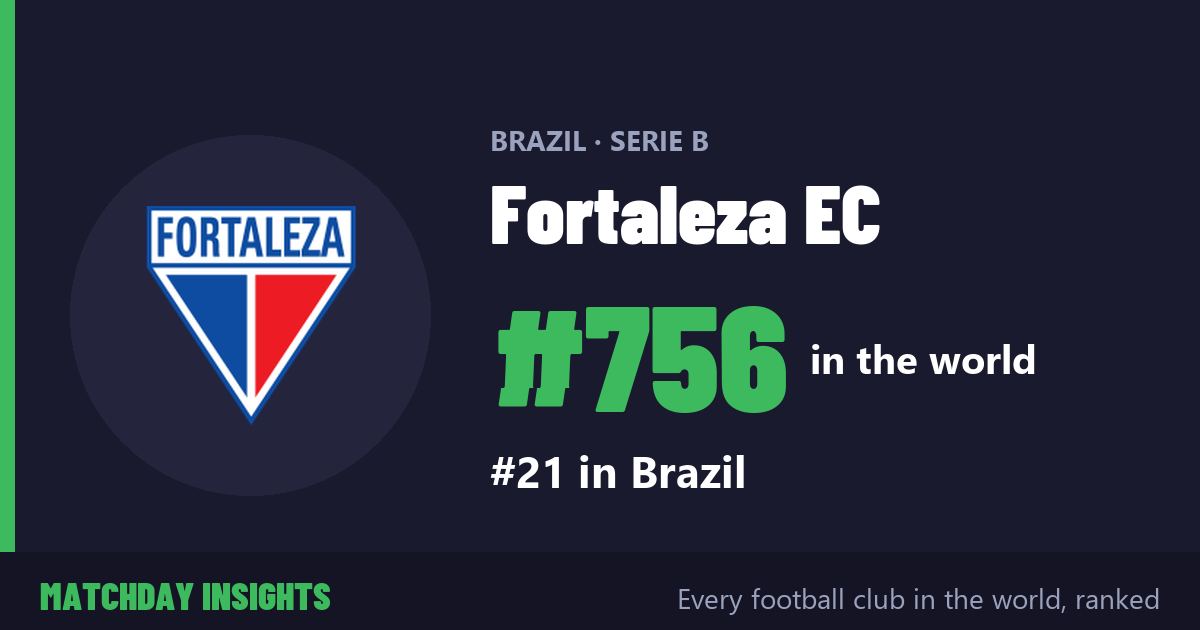 BRAZIL · SERIE B
FORTALEZA
Fortaleza EC
#756 in the world
#21 in Brazil
MATCHDAY INSIGHTS
Every football club in the world, ranked